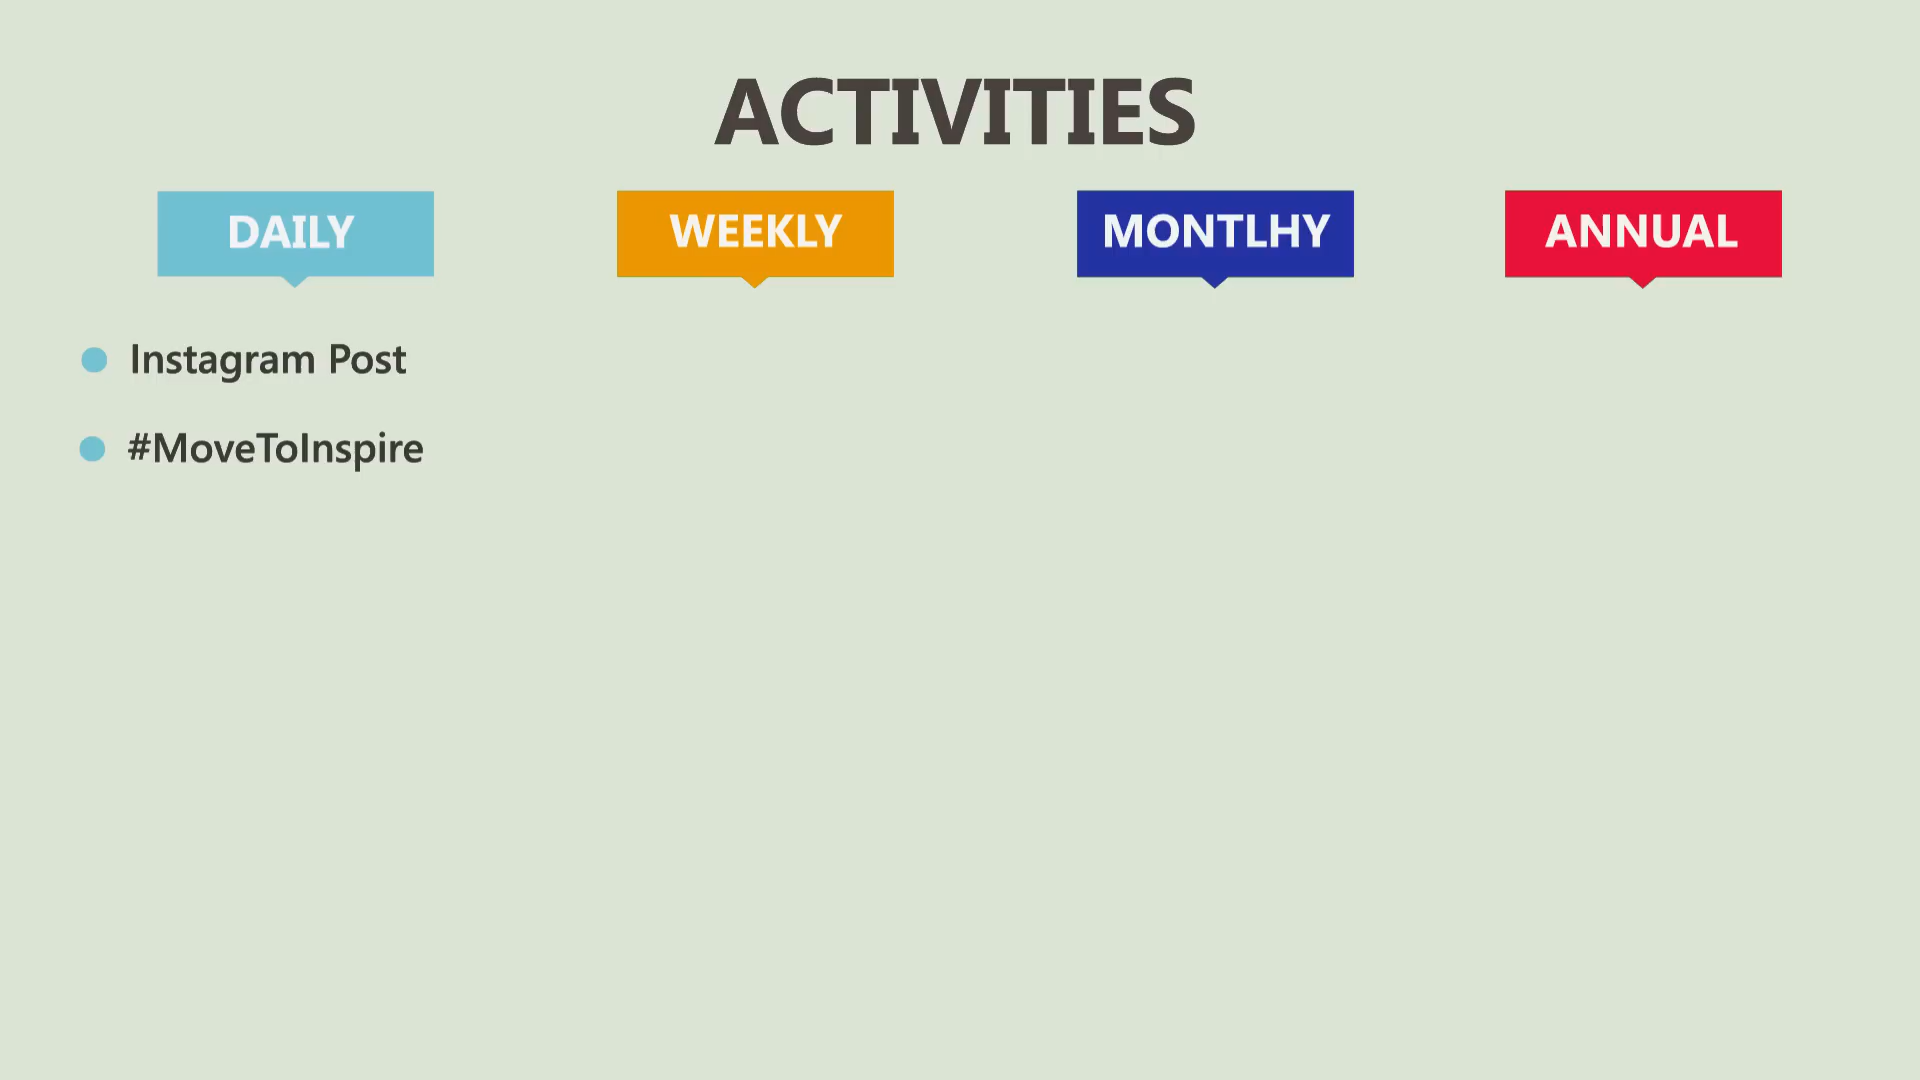 ACTIVITIES
DAILY
WEEKLY
MONTLHY
ANNUAL
Instagram Post
#MoveToInspire